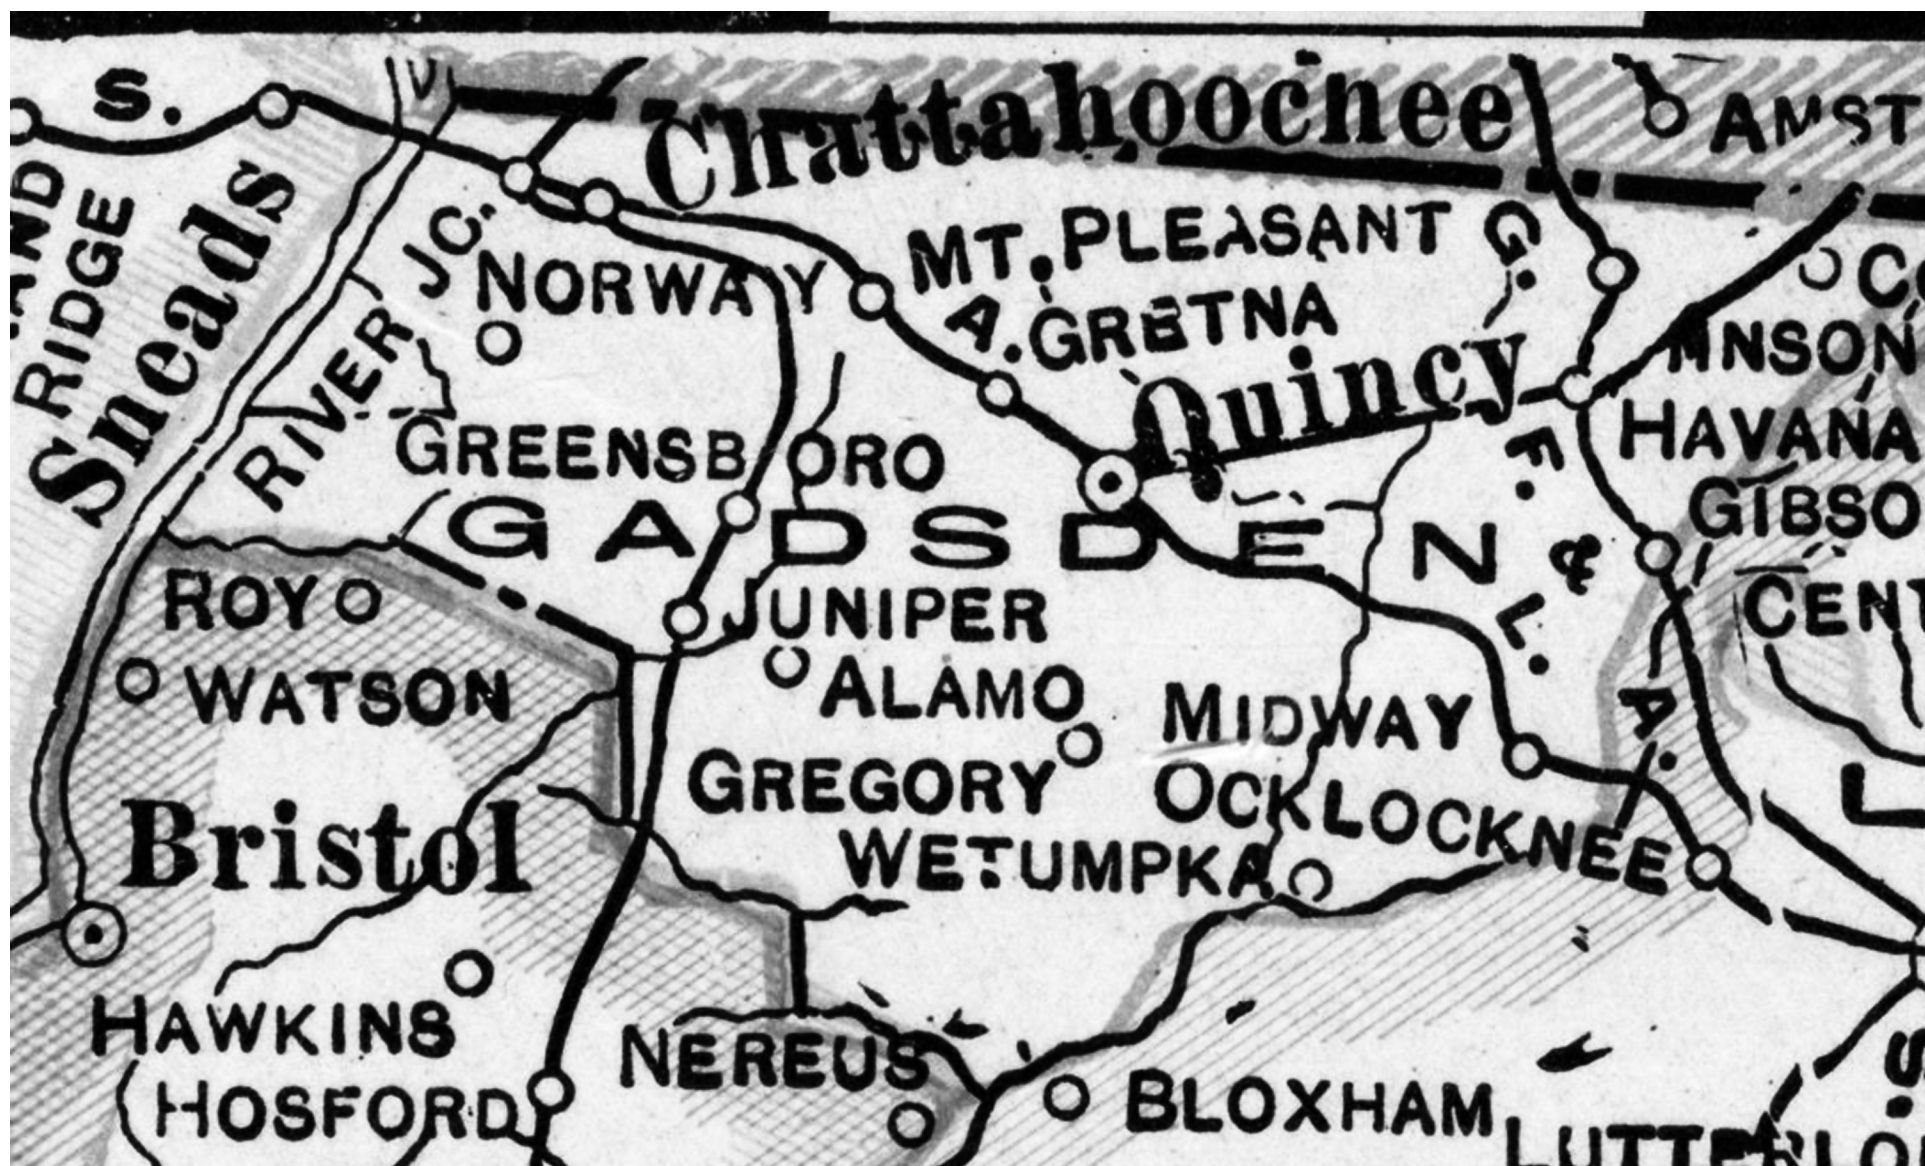 S.
Chattahoochee
AMST
RIDGE
Sneads
RIVER JC.
NORWAY
MT. PLEASANT
G.
A.
GRETNA
Quincy
HAVANA
GREENSBORO
F.
GIBSO
GADSDEN
&
ROY
JUNIPER
L.
CENT
WATSON
ALAMO
MIDWAY
A.
GREGORY
OCKLOCKNEE
L
Bristol
WETUMPKA
HAWKINS
NEREUS
S.
HOSFORD
BLOXHAM